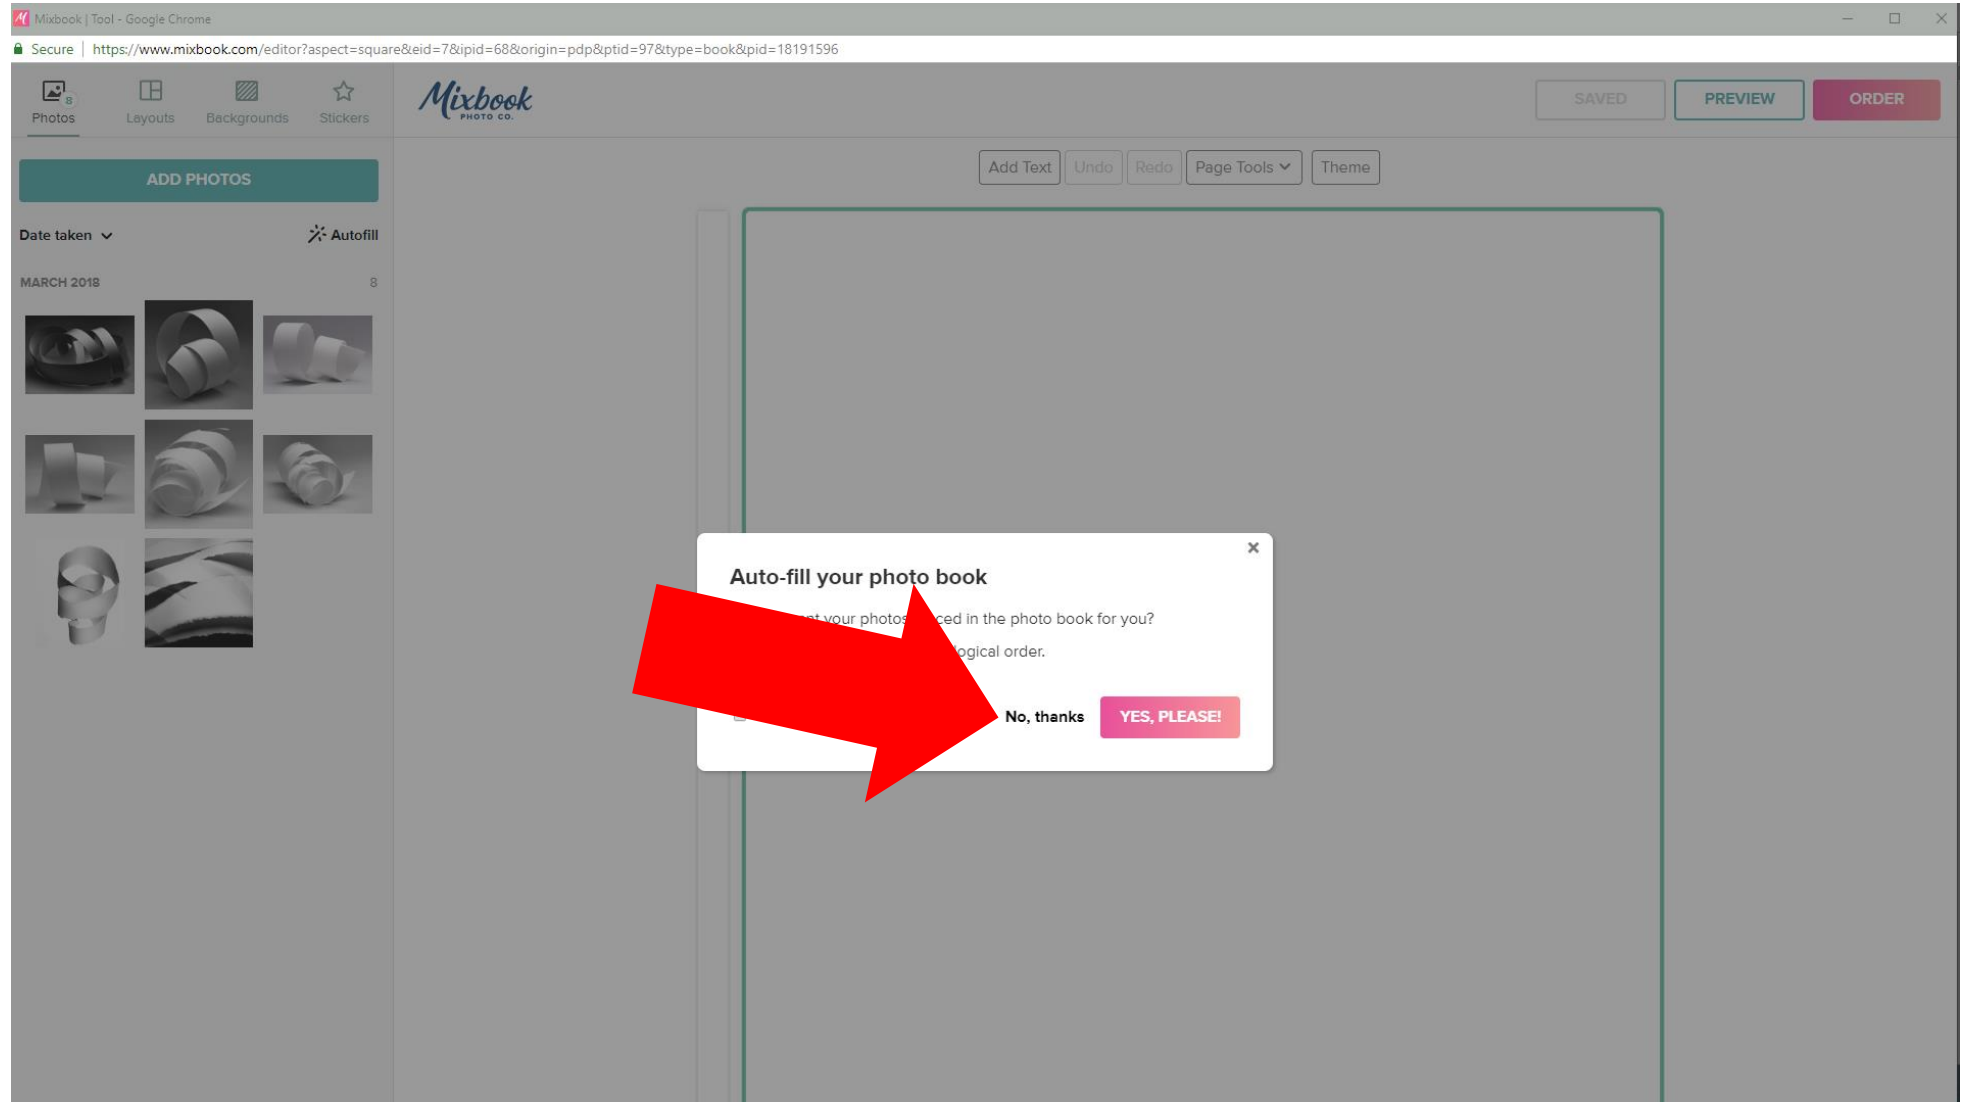 Mixbook | Tool - Google Chrome
Secure | https://www.mixbook.com/editor?aspect=square&eid=7&ipid=68&origin=pdp&ptid=97&type=book&pid=18191596
8
Photos Layouts Backgrounds Stickers
Mixbook
PHOTO CO.
SAVED PREVIEW ORDER
ADD PHOTOS
Add Text Undo Redo Page Tools Theme
Date taken Autofill
MARCH 2018 8
Auto-fill your photo book
your photos in the photo book for you?
order.
No, thanks YES, PLEASE!